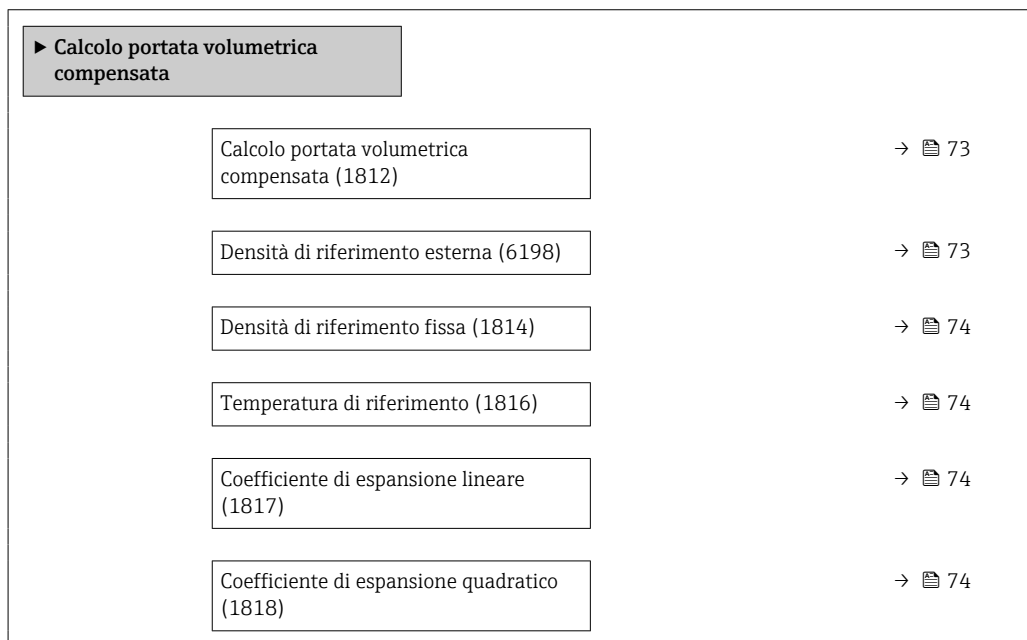 ▶ Calcolo portata volumetrica
compensata
Calcolo portata volumetrica
compensata (1812)
→ 73
Densità di riferimento esterna (6198)
→ 73
Densità di riferimento fissa (1814)
→ 74
Temperatura di riferimento (1816)
→ 74
Coefficiente di espansione lineare
(1817)
→ 74
Coefficiente di espansione quadratico
(1818)
→ 74